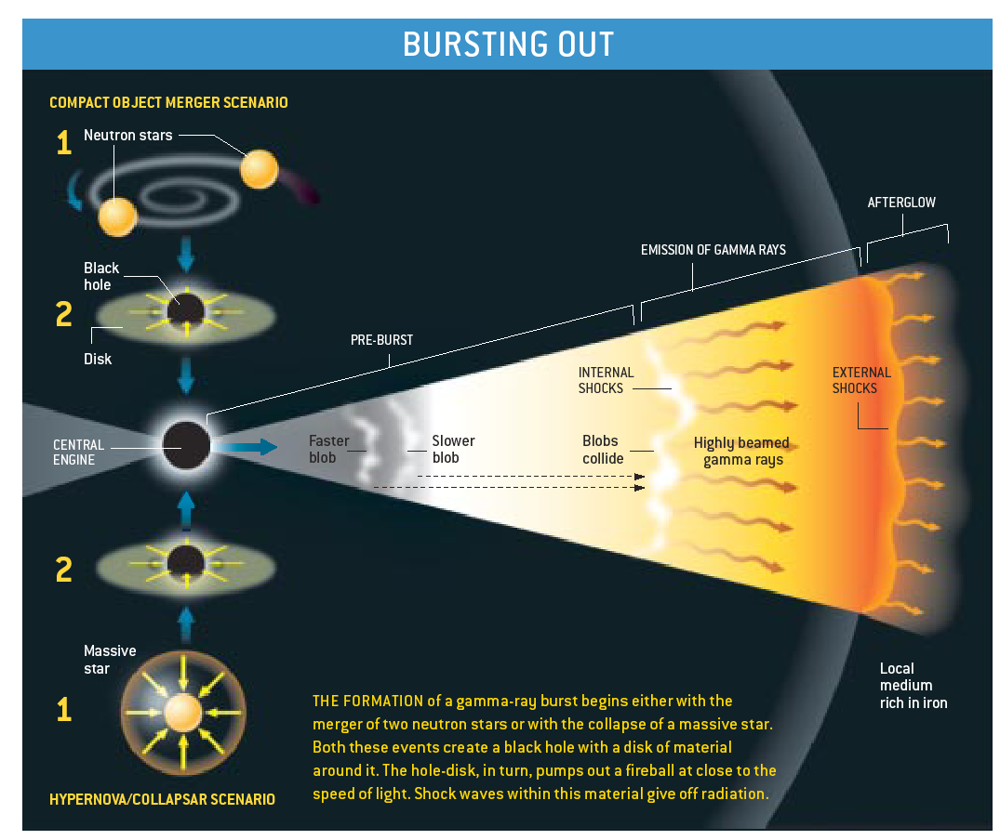 BURSTING OUT
COMPACT OBJECT MERGER SCENARIO
1
Neutron stars
Black
hole
2
Disk
CENTRAL
ENGINE
2
Massive
star
1
HYPERNOVA/COLLAPSAR SCENARIO
PRE-BURST
EMISSION OF GAMMA RAYS
AFTERGLOW
Faster
blob
Slower
blob
INTERNAL
SHOCKS
Blobs
collide
Highly beamed
gamma rays
EXTERNAL
SHOCKS
Local
medium
rich in iron
THE FORMATION of a gamma-ray burst begins either with the
merger of two neutron stars or with the collapse of a massive star.
Both these events create a black hole with a disk of material
around it. The hole-disk, in turn, pumps out a fireball at close to the
speed of light. Shock waves within this material give off radiation.